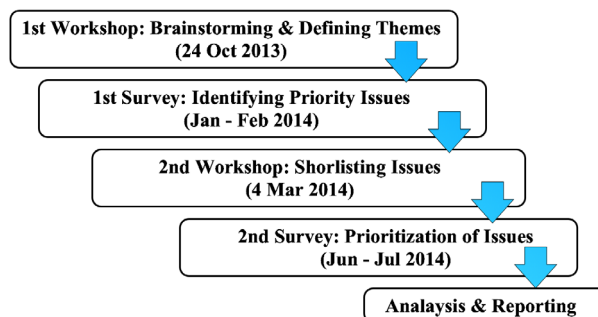 1st Workshop: Brainstorming & Defining Themes
(24 Oct 2013)
1st Survey: Identifying Priority Issues
(Jan - Feb 2014)
2nd Workshop: Shorlisting Issues
(4 Mar 2014)
2nd Survey: Prioritization of Issues
(Jun - Jul 2014)
Analaysis & Reporting